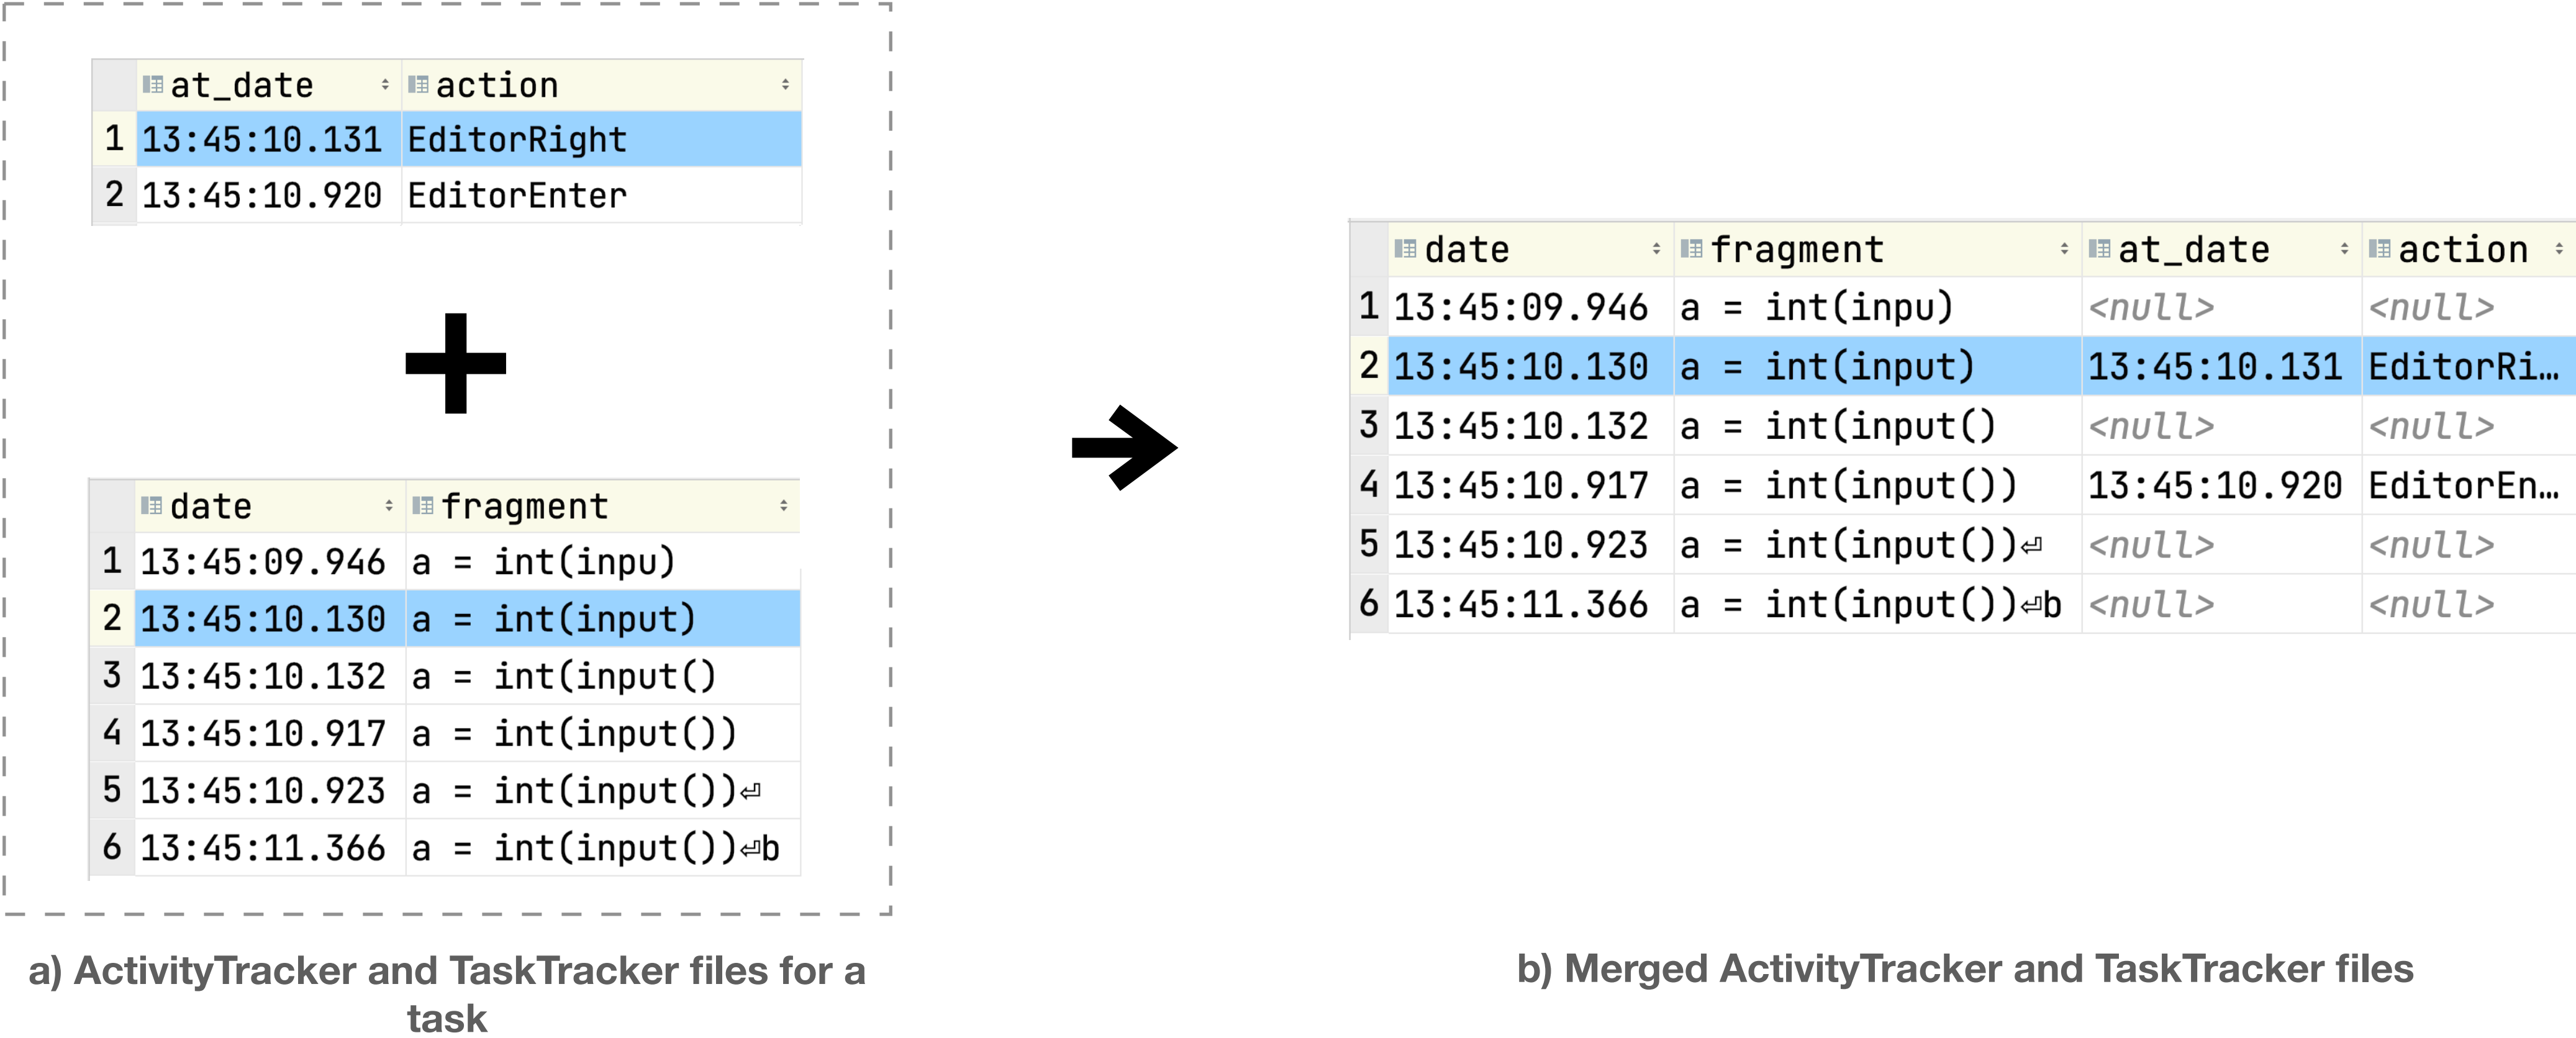 at_date action
1 13:45:10.131 EditorRight
2 13:45:10.920 EditorEnter
date fragment
1 13:45:09.946 a = int(inpu)
2 13:45:10.130 a = int(input)
3 13:45:10.132 a = int(input()
4 13:45:10.917 a = int(input())
5 13:45:10.923 a = int(input())⏎
6 13:45:11.366 a = int(input())⏎b
a) ActivityTracker and TaskTracker files for a
task
date fragment at_date action
1 13:45:09.946 a = int(inpu) <null> <null>
2 13:45:10.130 a = int(input) 13:45:10.131 EditorRi…
3 13:45:10.132 a = int(input() <null> <null>
4 13:45:10.917 a = int(input()) 13:45:10.920 EditorEn…
5 13:45:10.923 a = int(input())⏎ <null> <null>
6 13:45:11.366 a = int(input())⏎b <null> <null>
b) Merged ActivityTracker and TaskTracker files